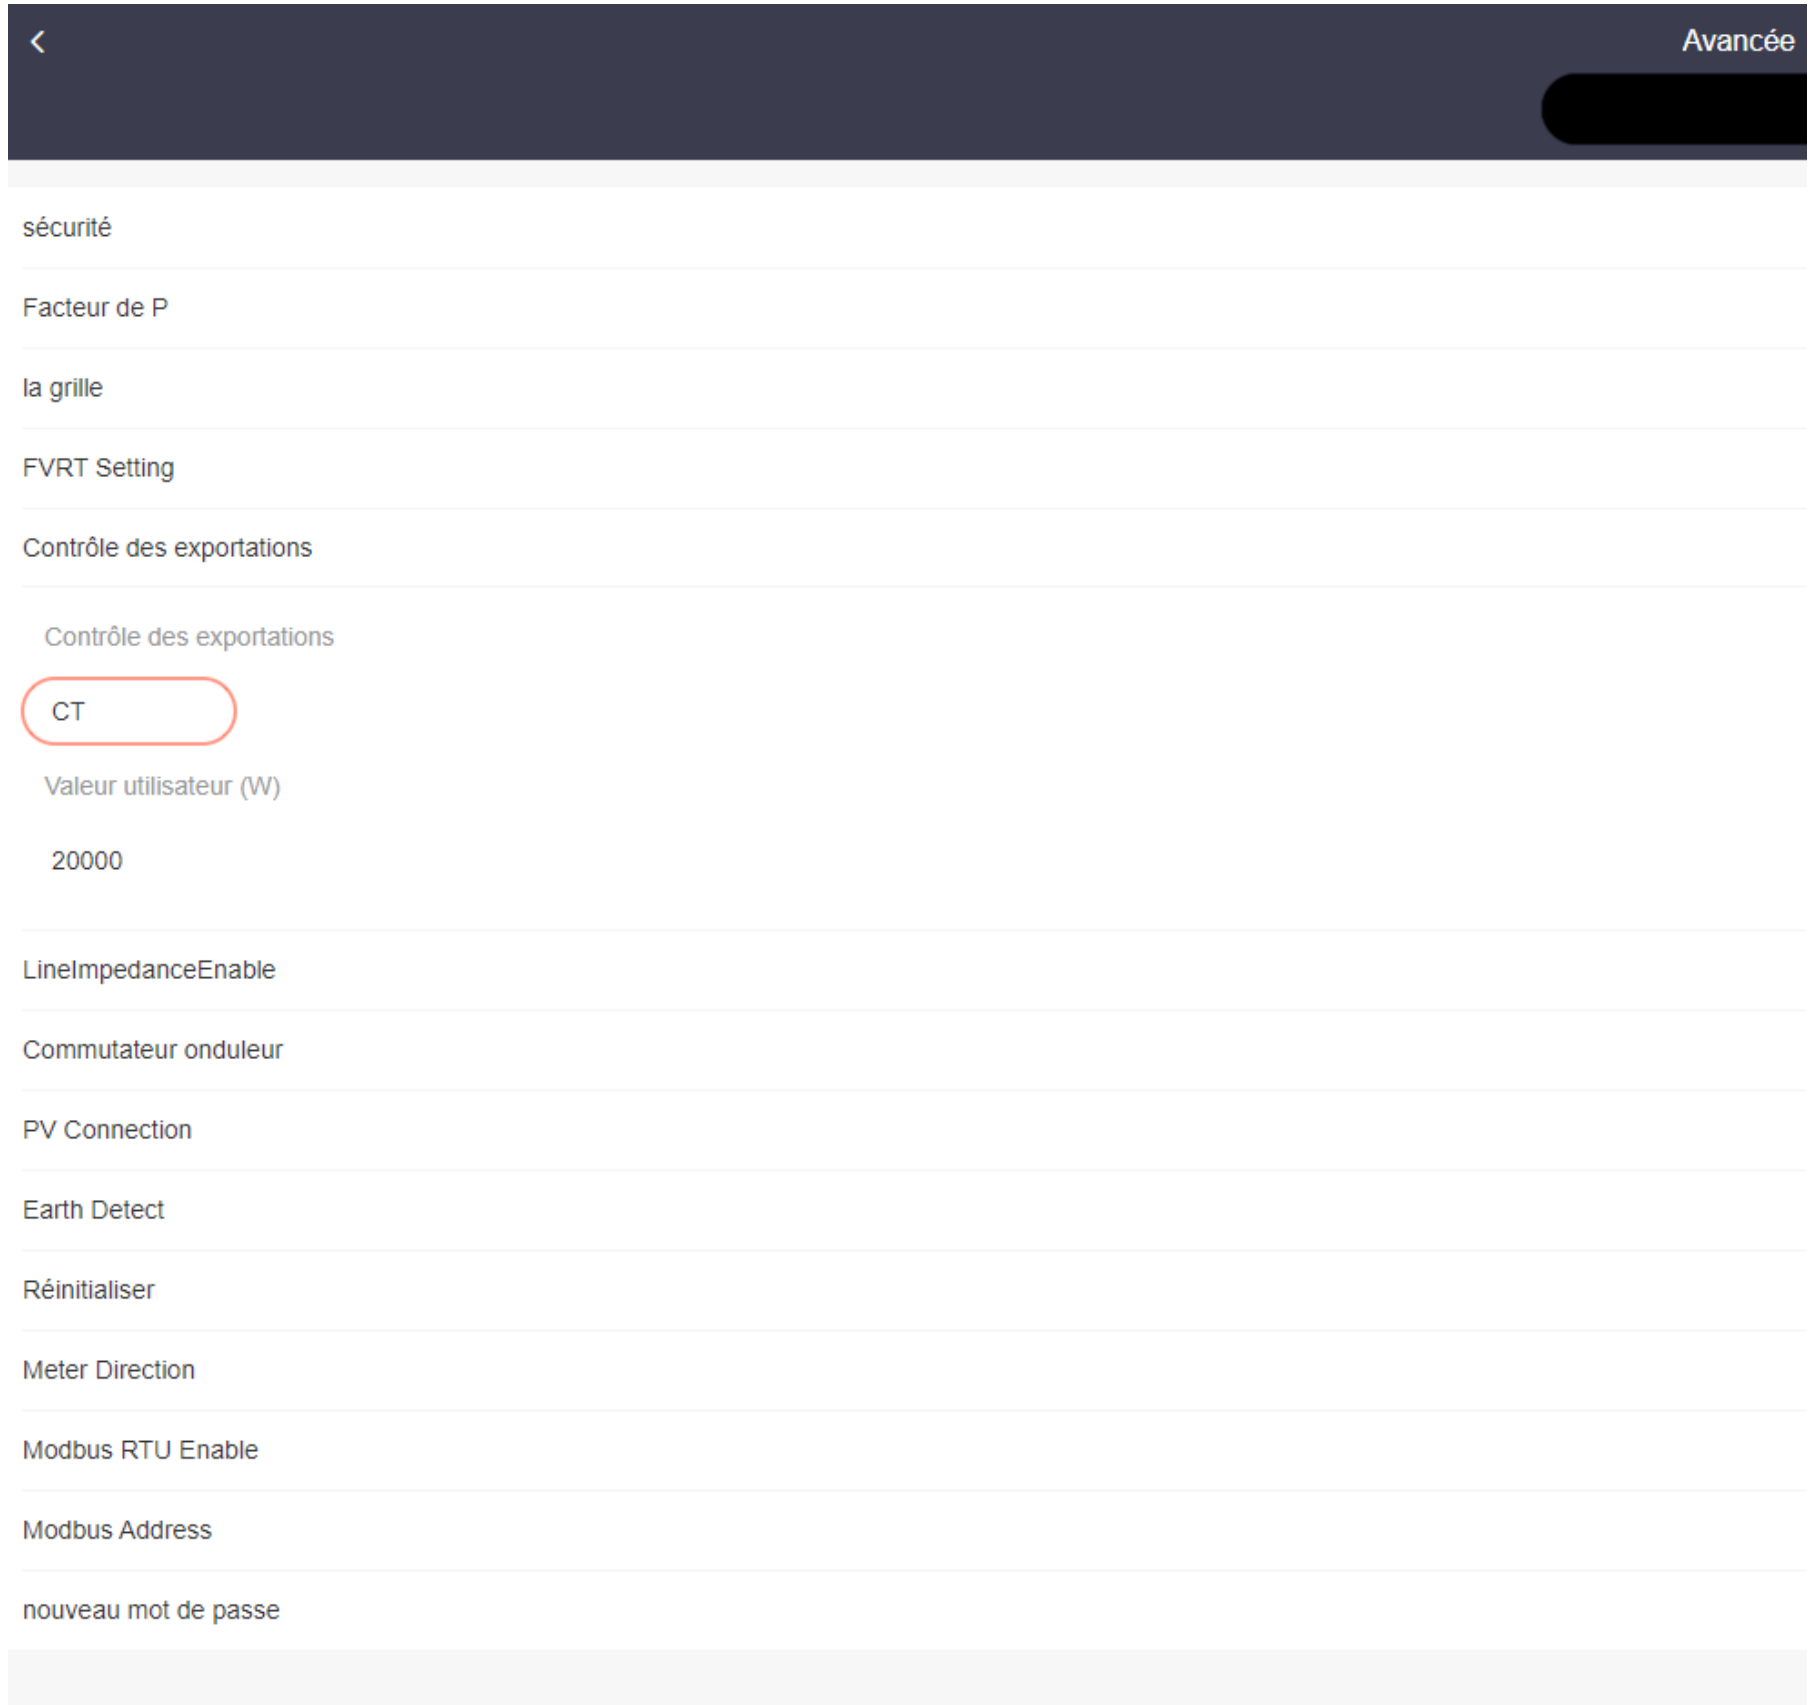 Avancée
sécurité
Facteur de P
la grille
FVRT Setting
Contrôle des exportations
Contrôle des exportations
CT
Valeur utilisateur (W)
20000
LineImpedanceEnable
Commutateur onduleur
PV Connection
Earth Detect
Réinitialiser
Meter Direction
Modbus RTU Enable
Modbus Address
nouveau mot de passe